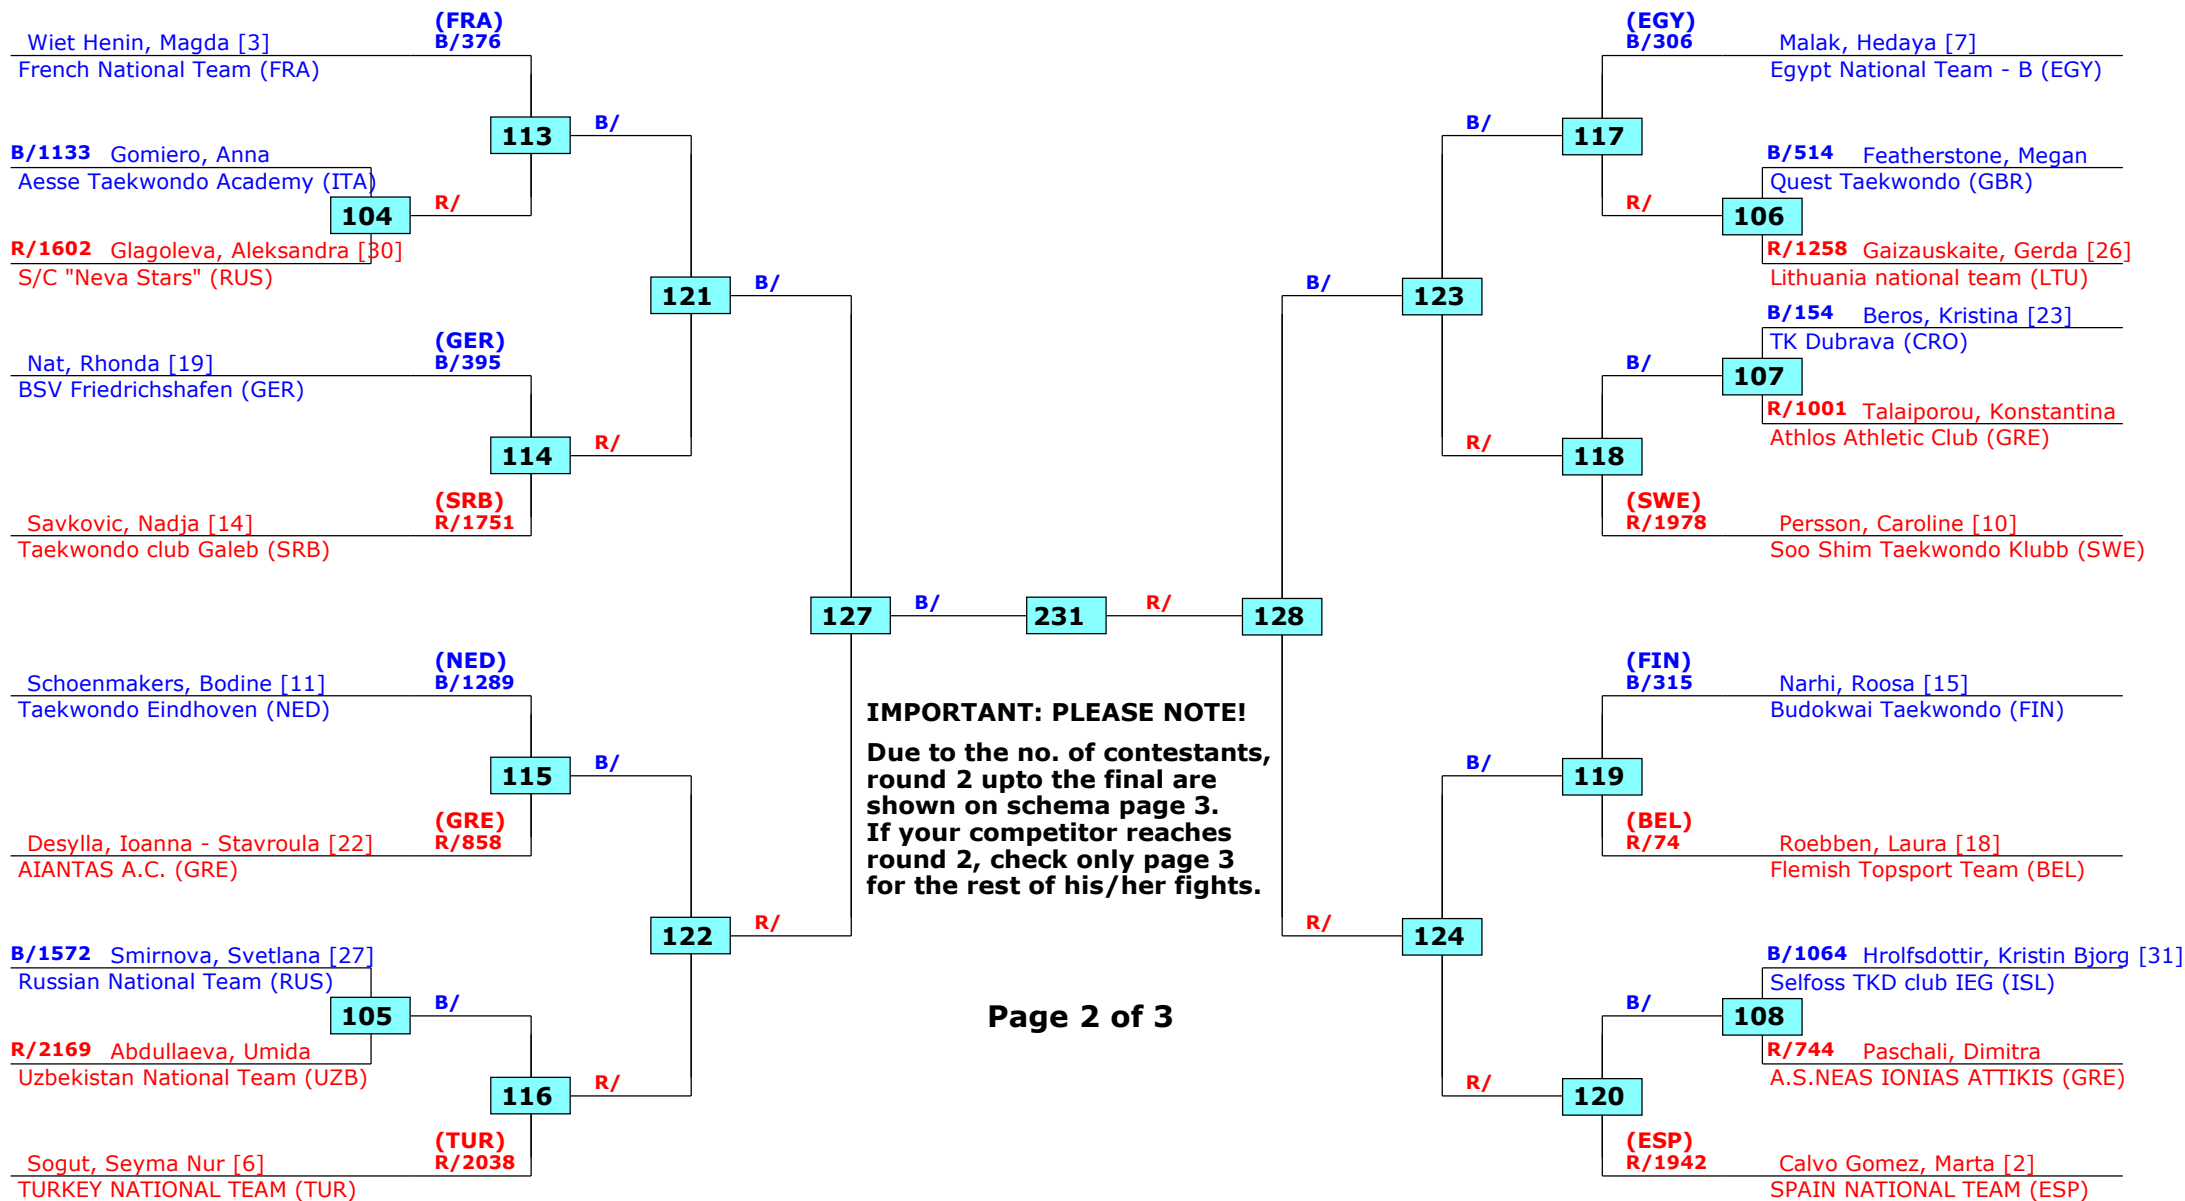 (FRA)
Wiet Henin, Magda [3] B/376
French National Team (FRA)
113
B/
B/1133 Gomiero, Anna
Aesse Taekwondo Academy (ITA)
104
R/
R/1602 Glagoleva, Aleksandra [30]
S/C "Neva Stars" (RUS)
121
B/
(GER)
Nat, Rhonda [19] B/395
BSV Friedrichshafen (GER)
114
R/
(SRB)
Savkovic, Nadja [14] R/1751
Taekwondo club Galeb (SRB)
127
B/
231
R/
128
(NED)
Schoenmakers, Bodine [11] B/1289
Taekwondo Eindhoven (NED)
115
B/
(GRE)
Desylla, Ioanna - Stavroula [22] R/858
AIANTAS A.C. (GRE)
122
R/
B/1572 Smirnova, Svetlana [27]
Russian National Team (RUS)
105
B/
R/2169 Abdullaeva, Umida
Uzbekistan National Team (UZB)
116
R/
(TUR)
Sogut, Seyma Nur [6] R/2038
TURKEY NATIONAL TEAM (TUR)
IMPORTANT: PLEASE NOTE!
Due to the no. of contestants,
round 2 upto the final are
shown on schema page 3.
If your competitor reaches
round 2, check only page 3
for the rest of his/her fights.
Page 2 of 3
(EGY)
B/306 Malak, Hedaya [7]
Egypt National Team - B (EGY)
B/
117
B/514 Featherstone, Megan
Quest Taekwondo (GBR)
R/
106
R/1258 Gaizauskaite, Gerda [26]
Lithuania national team (LTU)
B/
123
B/154 Beros, Kristina [23]
TK Dubrava (CRO)
B/
107
R/1001 Talaiporou, Konstantina
Athlos Athletic Club (GRE)
R/
118
(SWE)
R/1978 Persson, Caroline [10]
Soo Shim Taekwondo Klubb (SWE)
(FIN)
B/315 Narhi, Roosa [15]
Budokwai Taekwondo (FIN)
B/
119
(BEL)
R/74 Roebben, Laura [18]
Flemish Topsport Team (BEL)
R/
124
B/1064 Hrolfsdottir, Kristin Bjorg [31]
Selfoss TKD club IEG (ISL)
B/
108
R/744 Paschali, Dimitra
A.S.NEAS IONIAS ATTIKIS (GRE)
R/
120
(ESP)
R/1942 Calvo Gomez, Marta [2]
SPAIN NATIONAL TEAM (ESP)